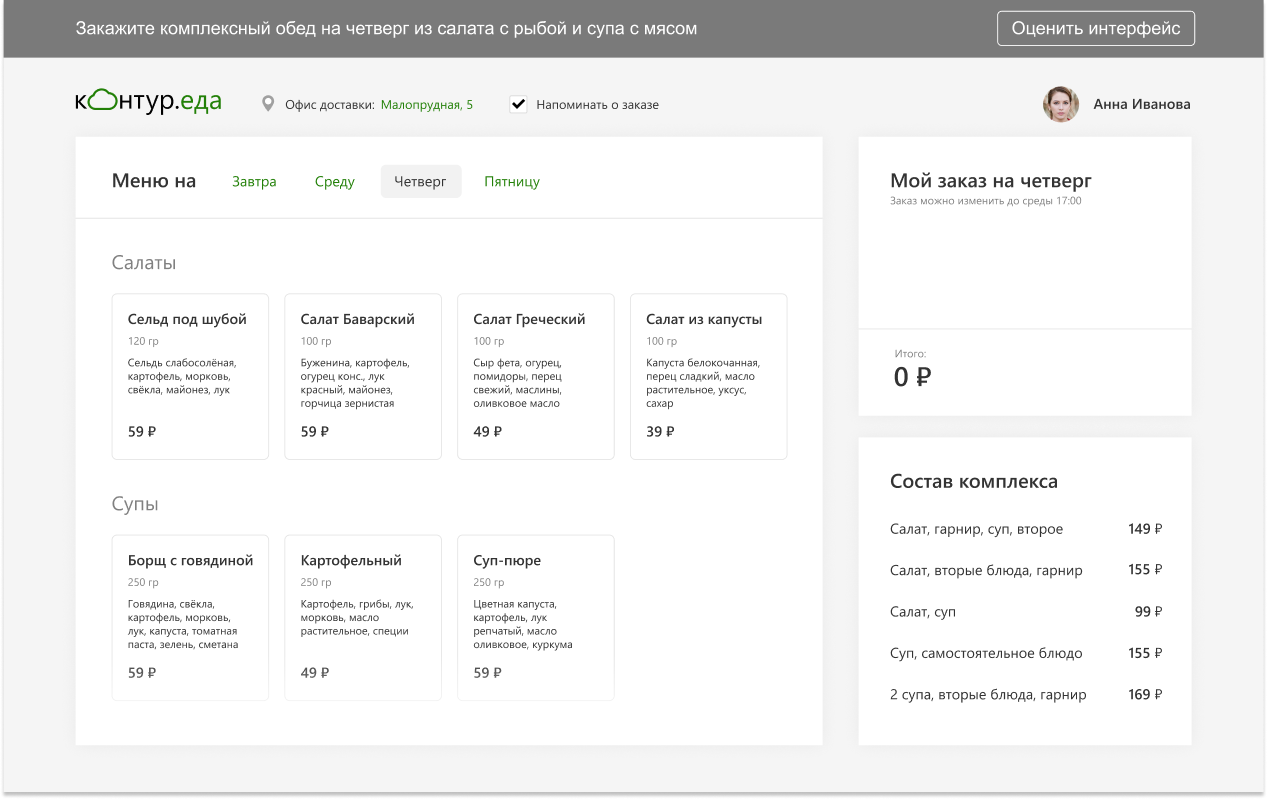 Закажите комплексный обед на четверг из салата с рыбой и супа с мясом
Оценить интерфейс
контур.еда
Офис доставки: Малопрудная, 5
Напоминать о заказе
Анна Иванова
Меню на
Завтра
Среду
Четверг
Пятницу
Салаты
Сельд под шубой
120 гр
Сельдь слабосолёная,
картофель, морковь,
свёкла, майонез, лук
59 ₽
Салат Баварский
100 гр
Буженина, картофель,
огурец конс., лук
красный, майонез,
горчица зернистая
59 ₽
Салат Греческий
100 гр
Сыр фета, огурец,
помидоры, перец
свежий, маслины,
оливковое масло
49 ₽
Салат из капусты
100 гр
Капуста белокочанная,
перец сладкий, масло
растительное, уксус,
сахар
39 ₽
Супы
Борщ с говядиной
250 гр
Говядина, свёкла,
картофель, морковь,
лук, капуста, томатная
паста, зелень, сметана
59 ₽
Картофельный
250 гр
Картофель, грибы, лук,
морковь, масло
растительное, специи
49 ₽
Суп-пюре
250 гр
Цветная капуста,
картофель, лук
репчатый, масло
оливковое, куркума
59 ₽
Мой заказ на четверг
Заказ можно изменить до среды 17:00
Итого:
0 ₽
Состав комплекса
Салат, гарнир, суп, второе 149 ₽
Салат, вторые блюда, гарнир 155 ₽
Салат, суп 99 ₽
Суп, самостоятельное блюдо 155 ₽
2 супа, вторые блюда, гарнир 169 ₽